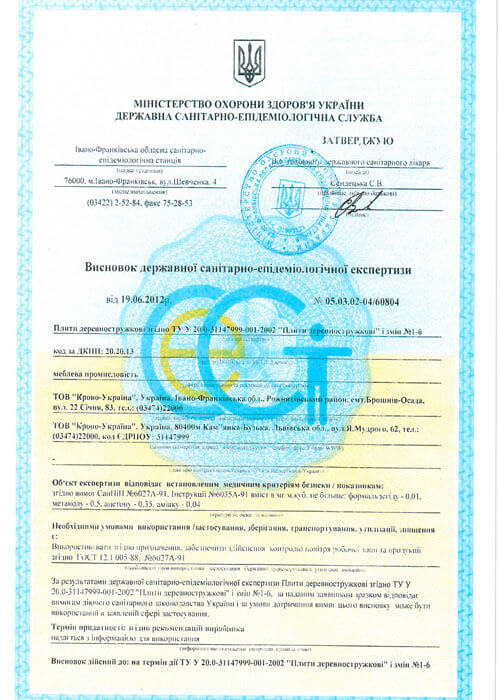 МІНІСТЕРСТВО ОХОРОНИ ЗДОРОВ'Я УКРАЇНИ
ДЕРЖАВНА САНІТАРНО-ЕПІДЕМІОЛОГІЧНА СЛУЖБА
ЗАТВЕРДЖУЮ
Івано-Франківська обласна санітарно-
епідеміологічна станція
головного державного санітарного лікаря
76000, м.Івано-Франківськ, вул.Шевченка, 4
Сендецька С.В.
(03422) 2-52-84, факс 75-28-53
Висновок державної санітарно-епідеміологічної експертизи
від 19.06.2012р.
№ 05.03.02-04/60804
Плити деревностружкові згідно ТУ У 20.0-31147999-001-2002 "Плити деревностружкові" і змін №1-6
код за ДКПП: 20.20.13
меблева промисловість
ТОВ "Кроно-Україна", Україна, Івано-Франківська обл., Рожнятівський район, смт.Брошнів-Осада,
вул. 22 Січня, 83, тел.: (03474)22000
ТОВ "Кроно-Україна", Україна, 80400м Кам"янка-Бузька, Львівська обл., вул.Я.Мудрого, 62, тел.:
(03474)22000, код ЄДРПОУ: 31147999
Об'єкт експертизи відповідає встановленим медичним критеріям безпеки / показникам:
згідно вимог СанПіН №6027А-91, Інструкції №6035А-91 вміст в мг.м.куб. не більше: формальдегіду - 0.01,
метанолу - 0.5, ацетону - 0.35, аміаку - 0.04
Необхідними умовами використання /застосування, зберігання, транспортування, утилізації, знищення
є:
Використовувати згідно призначення, забезпечити здійснення контролю повітря робочої зони та продукції
згідно ГОСТ 12.1.005-88, №6027А-91
За результатами державної санітарно-епідеміологічної експертизи Плити деревностружкові згідно ТУ У
20.0-31147999-001-2002 "Плити деревностружкові" і змін №1-6, за наданим заявником зразком відповідає
вимогам діючого санітарного законодавства України і за умови дотримання вимог цього висновку може бути
використаний в заявленій сфері застосування.
Термін придатності: згідно рекомендацій виробника
надається з інформацією для використання
Висновок дійсний до: на термін дії ТУ У 20.0-31147999-001-2002 "Плити деревностружкові" і змін №1-6